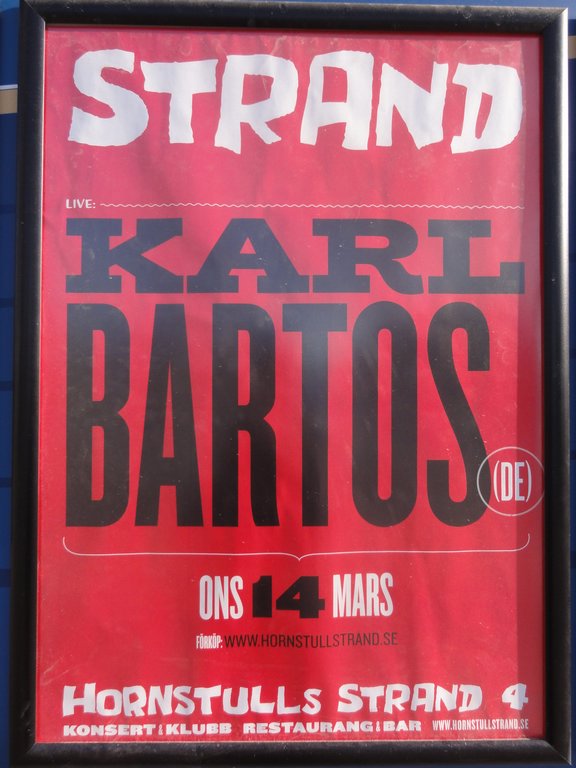 STRAND
LIVE:
KARL
BARTOS
(DE)
ONS 14 MARS
FÖRKÖP: WWW.HORNSTULLSTRAND.SE
HORNSTULLS STRAND 4
KONSERT & KLUBB RESTAURANG & BAR WWW.HORNSTULLSTRAND.SE